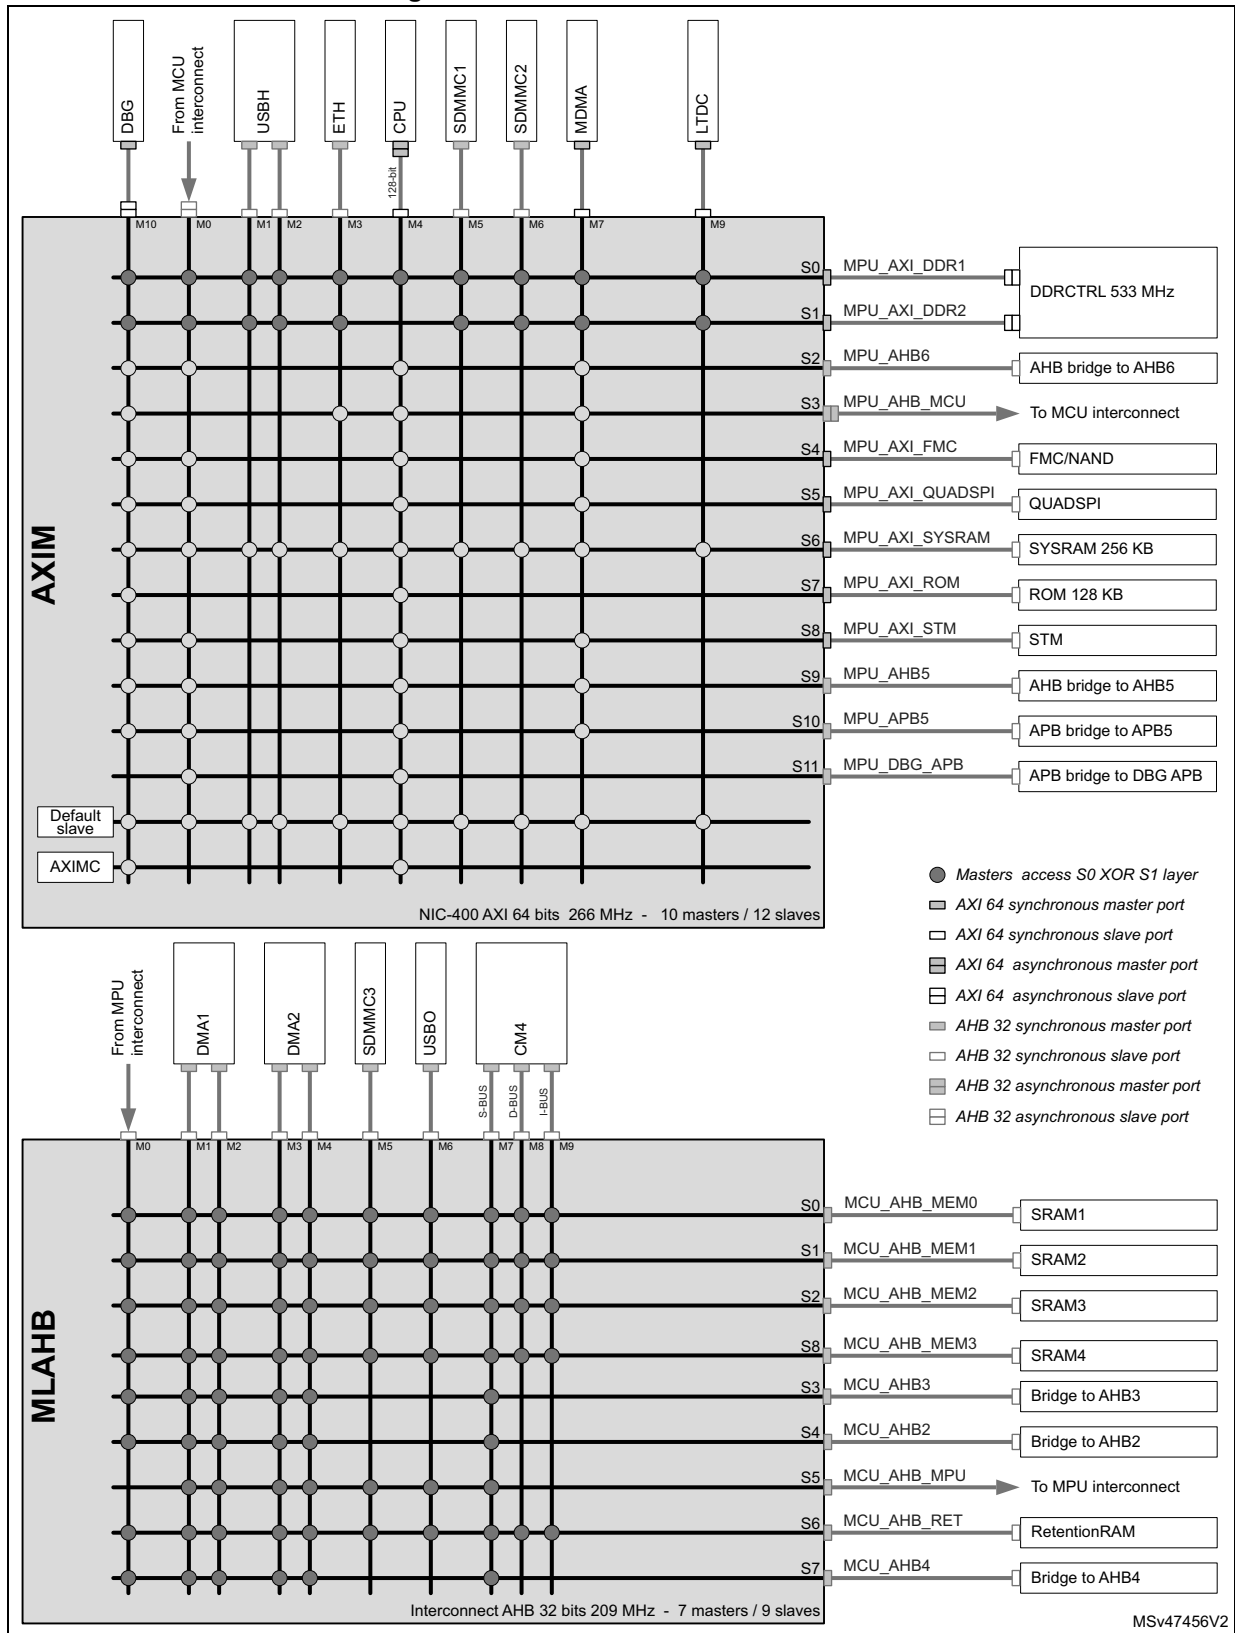 DBG
From MCU
interconnect
USBH
ETH
CPU
SDMMC1
SDMMC2
MDMA
LTDC
128-bit
M10
M0
M1
M2
M3
M4
M5
M6
M7
M9
AXIM
S0
MPU_AXI_DDR1
DDRCTRL 533 MHz
S1
MPU_AXI_DDR2
S2
MPU_AHB6
AHB bridge to AHB6
S3
MPU_AHB_MCU
To MCU interconnect
S4
MPU_AXI_FMC
FMC/NAND
S5
MPU_AXI_QUADSPI
QUADSPI
S6
MPU_AXI_SYSRAM
SYSRAM 256 KB
S7
MPU_AXI_ROM
ROM 128 KB
S8
MPU_AXI_STM
STM
S9
MPU_AHB5
AHB bridge to AHB5
S10
MPU_APB5
APB bridge to APB5
S11
MPU_DBG_APB
APB bridge to DBG APB
Default
slave
AXIMC
NIC-400 AXI 64 bits 266 MHz - 10 masters / 12 slaves
Masters access S0 XOR S1 layer
AXI 64 synchronous master port
AXI 64 synchronous slave port
AXI 64 asynchronous master port
AXI 64 asynchronous slave port
AHB 32 synchronous master port
AHB 32 synchronous slave port
AHB 32 asynchronous master port
AHB 32 asynchronous slave port
From MPU
interconnect
DMA1
DMA2
SDMMC3
USBO
CM4
S-BUS
D-BUS
I-BUS
M0
M1
M2
M3
M4
M5
M6
M7
M8
M9
MLAHB
S0
MCU_AHB_MEM0
SRAM1
S1
MCU_AHB_MEM1
SRAM2
S2
MCU_AHB_MEM2
SRAM3
S8
MCU_AHB_MEM3
SRAM4
S3
MCU_AHB3
Bridge to AHB3
S4
MCU_AHB2
Bridge to AHB2
S5
MCU_AHB_MPU
To MPU interconnect
S6
MCU_AHB_RET
RetentionRAM
S7
MCU_AHB4
Bridge to AHB4
Interconnect AHB 32 bits 209 MHz - 7 masters / 9 slaves
MSv47456V2